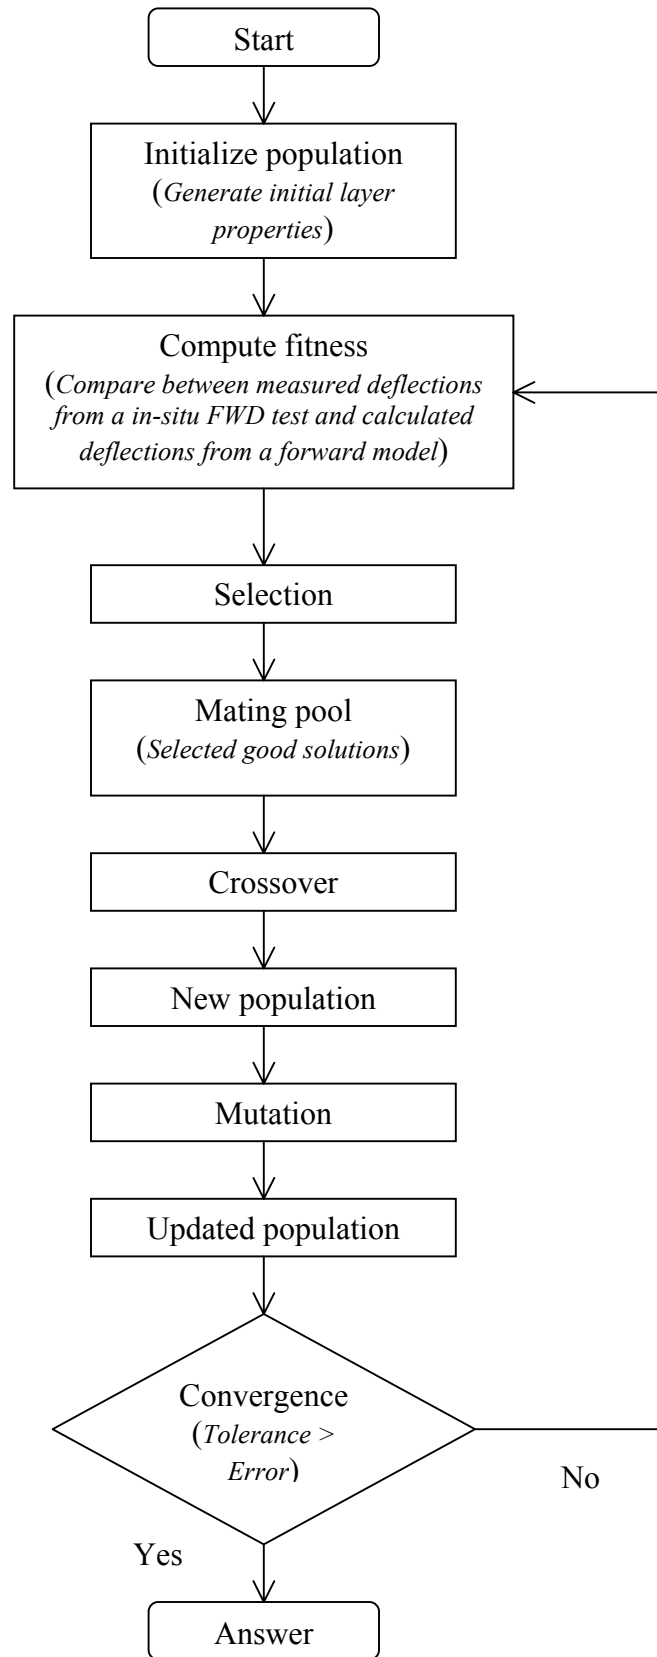 Start
Initialize population
(Generate initial layer
properties)
Compute fitness
(Compare between measured deflections
from a in-situ FWD test and calculated
deflections from a forward model)
Selection
Mating pool
(Selected good solutions)
Crossover
New population
Mutation
Updated population
Convergence
(Tolerance >
Error)
No
Yes
Answer